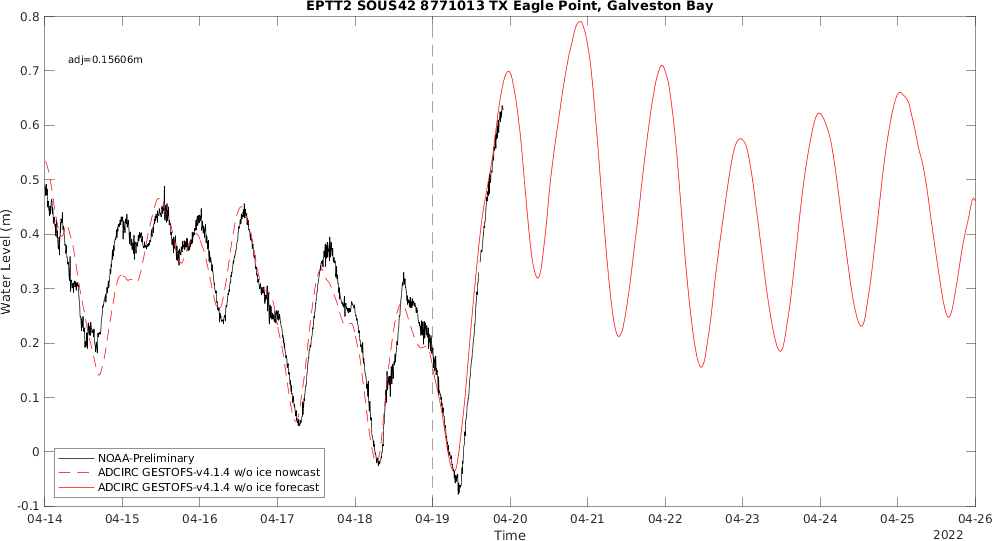 EPTT2 SOUS42 8771013 TX Eagle Point, Galveston Bay
adj=0.15606m
0.8
0.7
0.6
0.5
0.4
0.3
0.2
0.1
0
-0.1
Water Level (m)
NOAA-Preliminary
ADCIRC GESTOFS-v4.1.4 w/o ice nowcast
ADCIRC GESTOFS-v4.1.4 w/o ice forecast
04-14 04-15 04-16 04-17 04-18 04-19 04-20 04-21 04-22 04-23 04-24 04-25 04-26
Time
2022